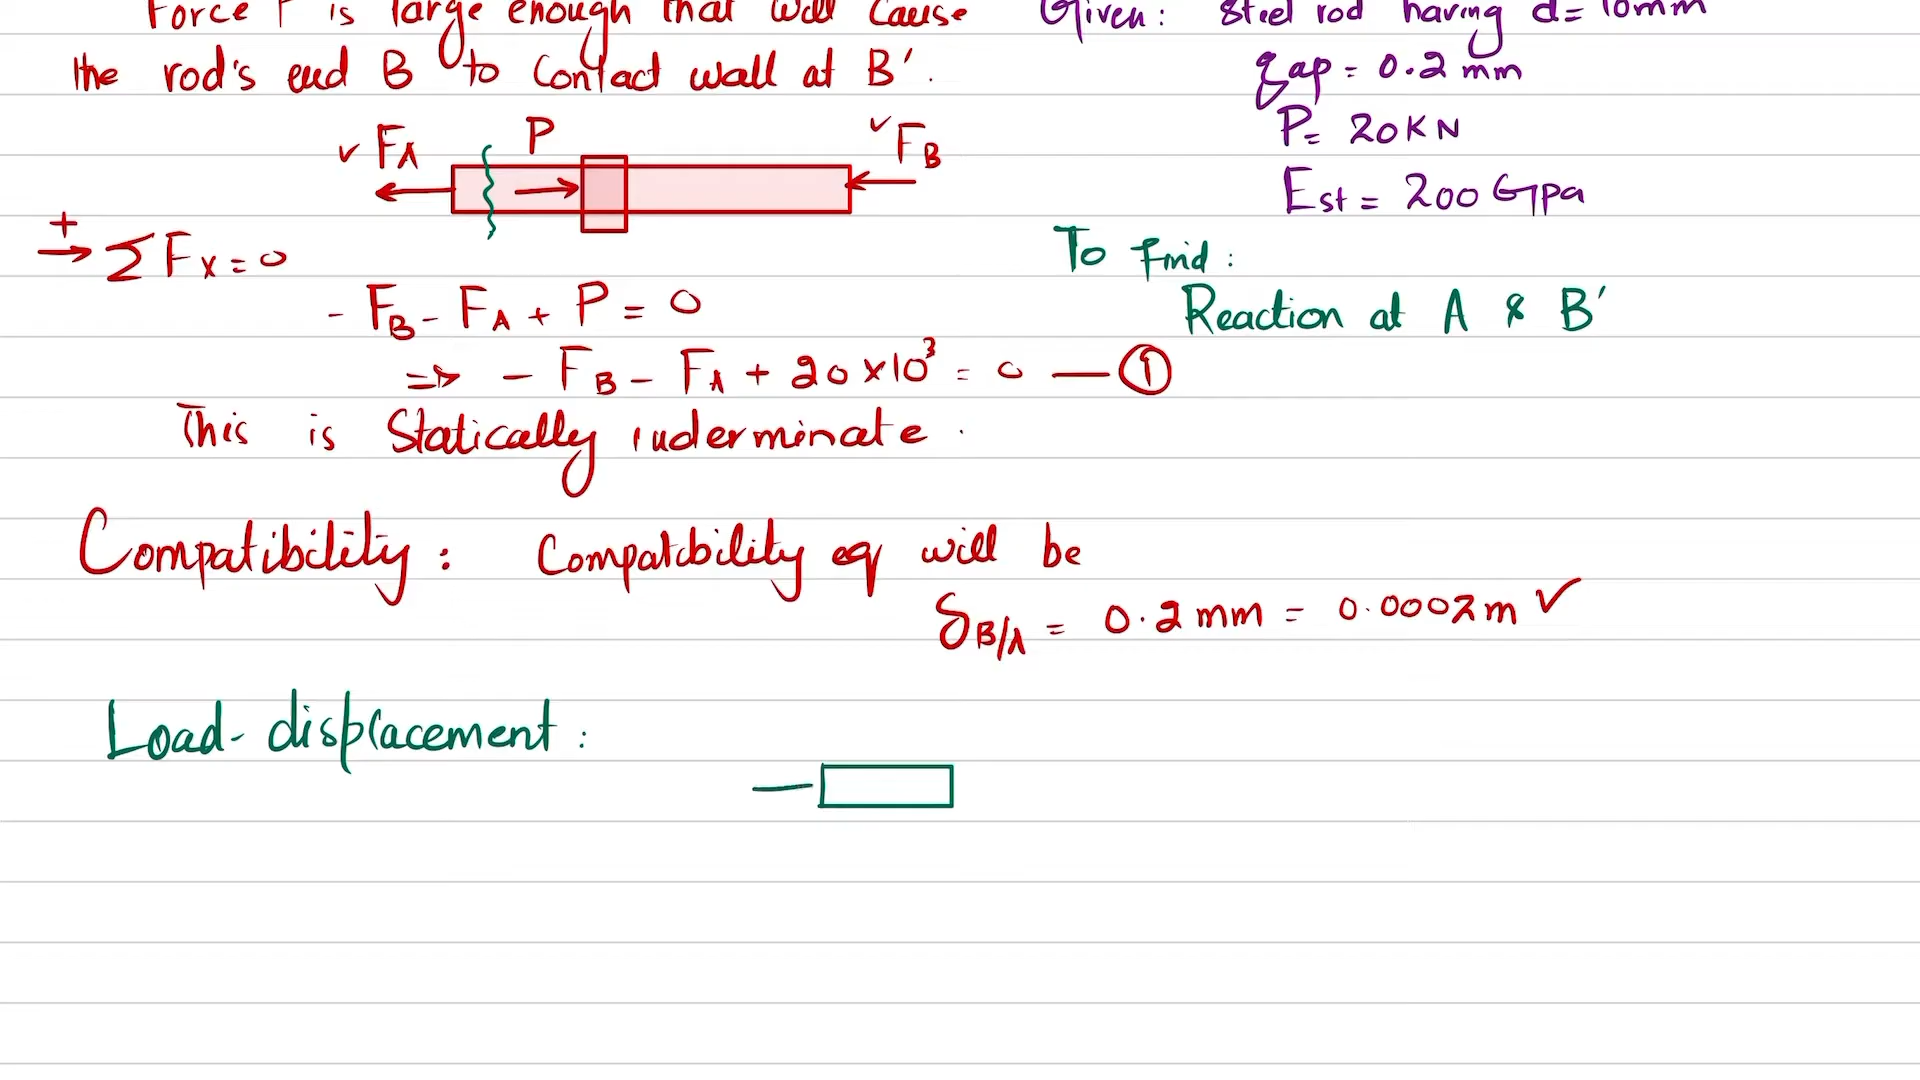 Force P is large enough that will cause
the rod's end B to contact wall at B'.
Given: Steel rod having d= 10mm
gap = 0.2 mm
P= 20KN
Est = 200 Gpa
To Find:
Reaction at A & B'
✓ FA P ✓ FB
+→ ΣFx = 0
- FB - FA + P = 0
=> - FB - FA + 20×10³ = 0 — ①
This is Statically inderminate.
Compatibility: Compatibility eq will be
δB/A = 0.2 mm = 0.0002m ✓
Load-displacement: